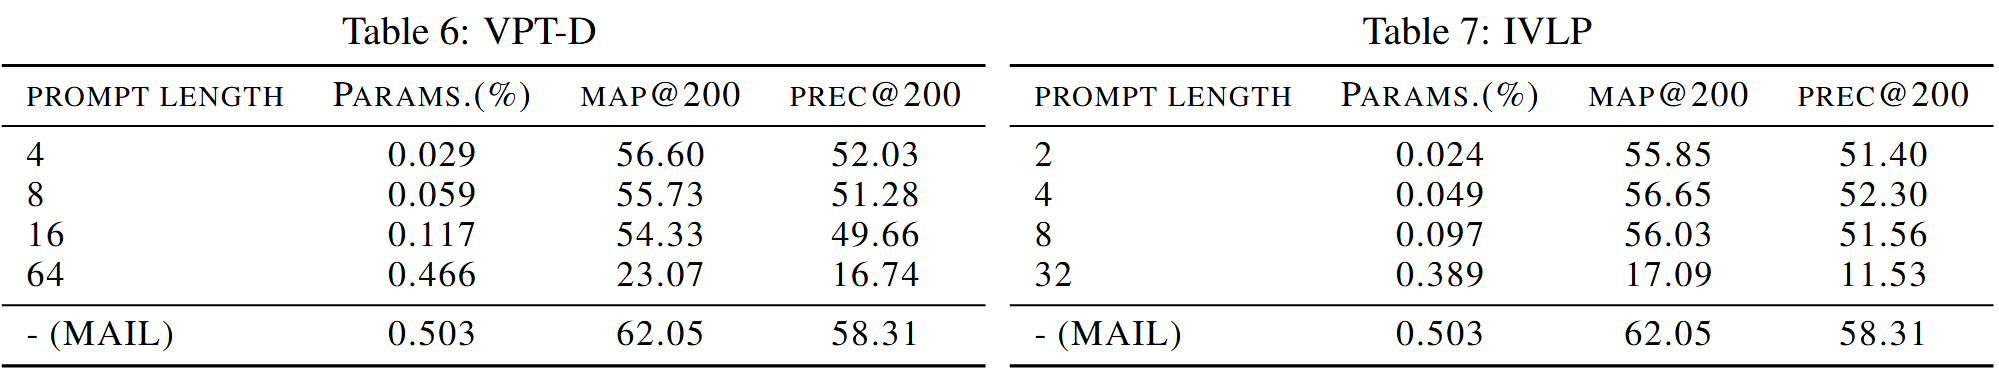 Table 6: VPT-D
PROMPT LENGTH PARAMS.(%) MAP@200 PREC@200
4 0.029 56.60 52.03
8 0.059 55.73 51.28
16 0.117 54.33 49.66
64 0.466 23.07 16.74
- (MAIL) 0.503 62.05 58.31
Table 7: IVLP
PROMPT LENGTH PARAMS.(%) MAP@200 PREC@200
2 0.024 55.85 51.40
4 0.049 56.65 52.30
8 0.097 56.03 51.56
32 0.389 17.09 11.53
- (MAIL) 0.503 62.05 58.31